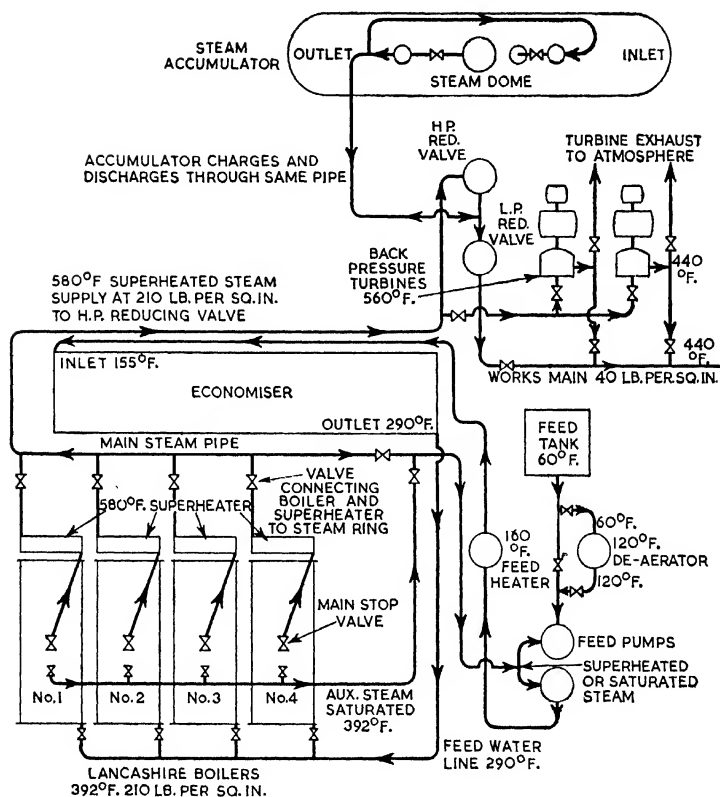 STEAM
ACCUMULATOR
OUTLET
INLET
STEAM DOME
H.P.
RED.
VALVE
TURBINE EXHAUST
TO ATMOSPHERE
ACCUMULATOR CHARGES AND
DISCHARGES THROUGH SAME PIPE
L.P.
RED.
VALVE
BACK
PRESSURE
TURBINES
560°F.
440
°F.
580°F SUPERHEATED STEAM
SUPPLY AT 210 LB. PER SQ. IN.
TO H.P. REDUCING VALVE
440
°F.
WORKS MAIN 40 LB. PER. SQ. IN.
INLET 155°F.
ECONOMISER
OUTLET 290°F.
MAIN STEAM PIPE
FEED
TANK
60°F.
VALVE
CONNECTING
BOILER AND
SUPERHEATER
TO STEAM RING
580°F. SUPERHEATER
160
°F.
FEED
HEATER
60°F.
120°F.
DE-AERATOR
120°F.
MAIN STOP
VALVE
FEED PUMPS
SUPERHEATED
OR SATURATED
STEAM
No.1
No.2
No.3
No.4
AUX. STEAM
SATURATED
392°F.
FEED WATER
LINE 290°F.
LANCASHIRE BOILERS
392°F. 210 LB. PER SQ. IN.